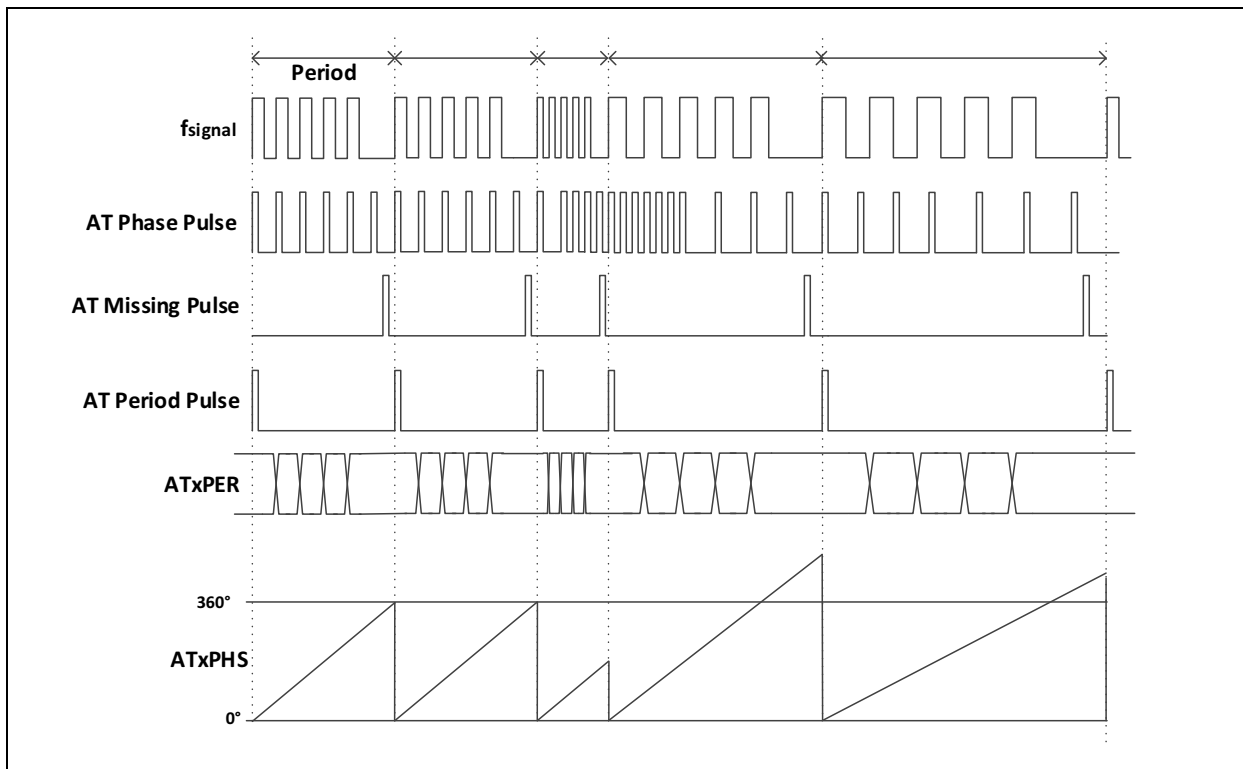 Period
fsignal
AT Phase Pulse
AT Missing Pulse
AT Period Pulse
ATxPER
360°
ATxPHS
0°